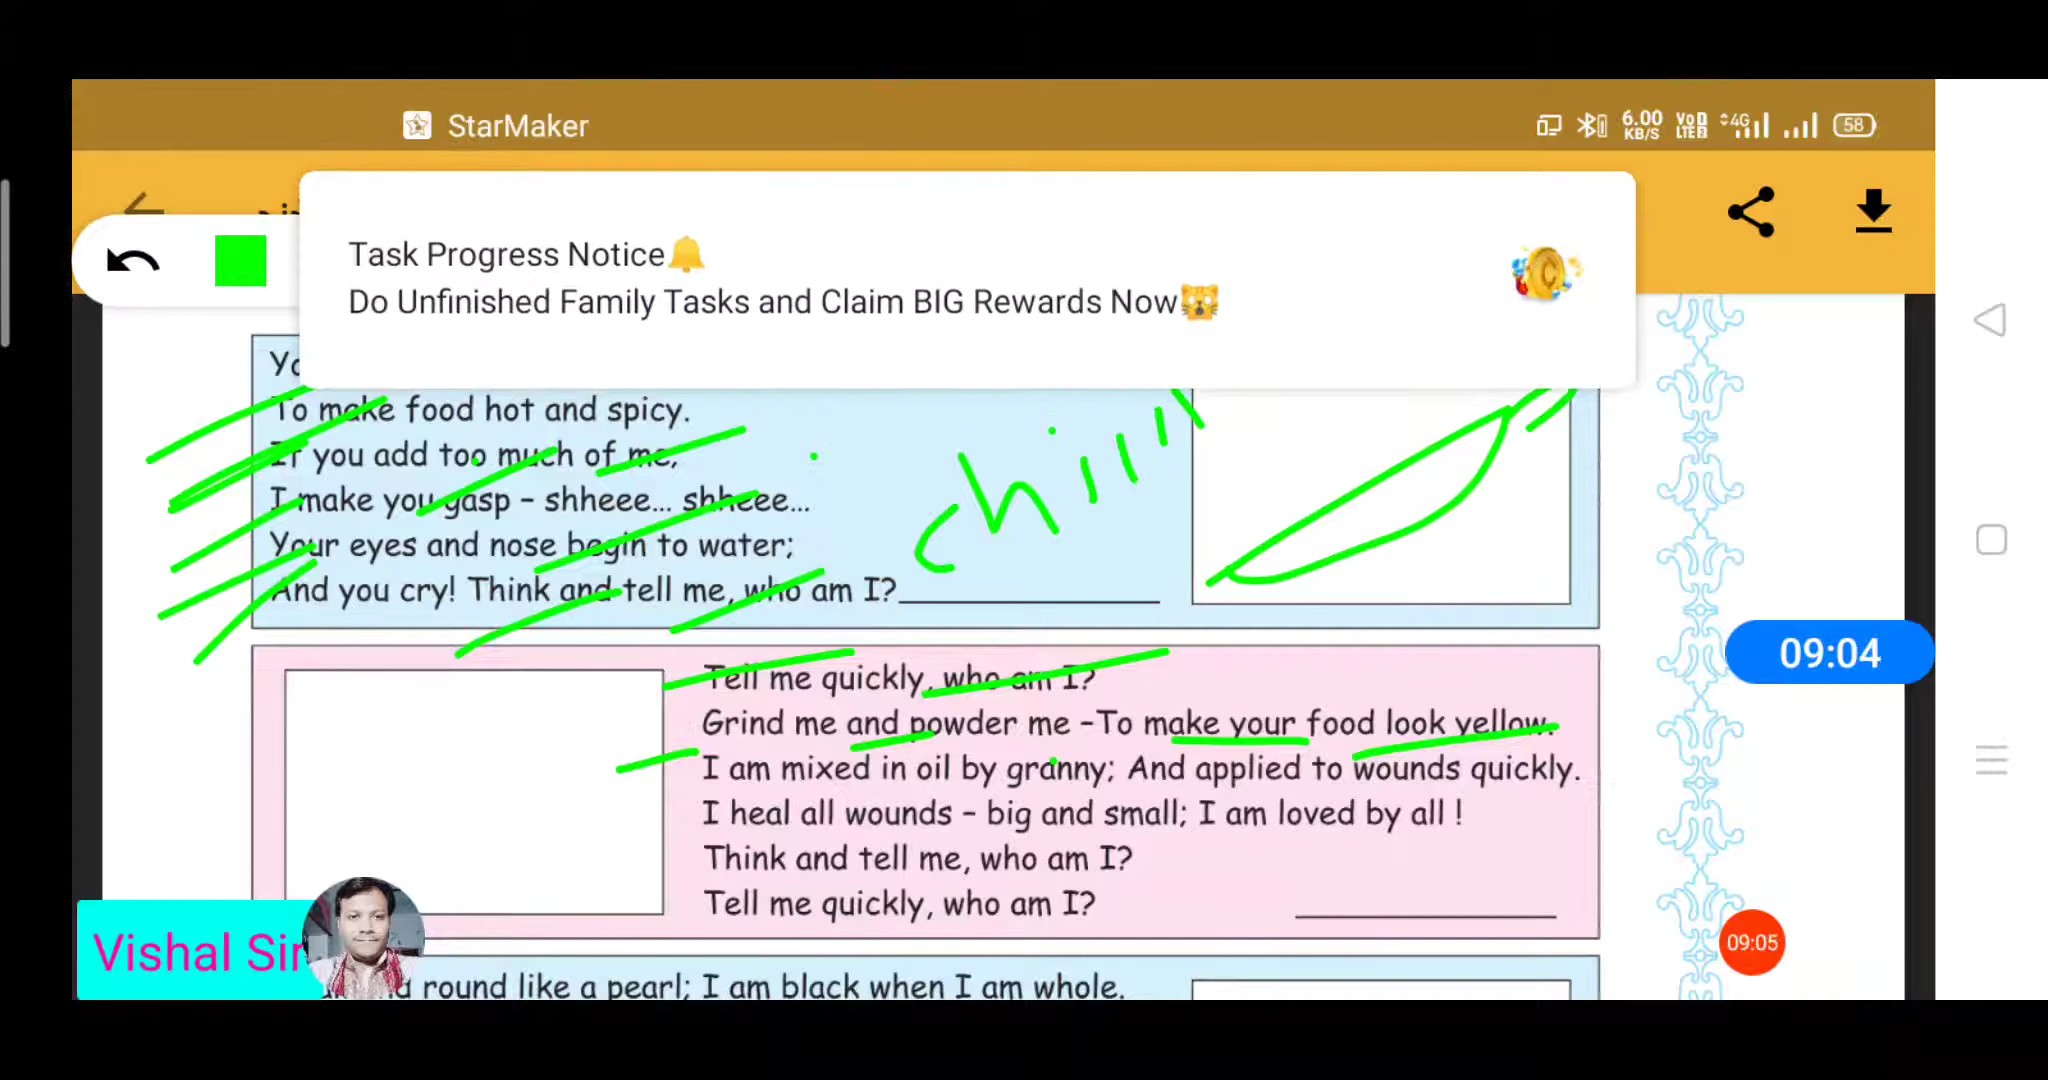 StarMaker
6.00 KB/S
4G
58
Task Progress Notice🔔
Do Unfinished Family Tasks and Claim BIG Rewards Now🙀
To make food hot and spicy.
If you add too much of me,
I make you gasp – shheee... shheee...
Your eyes and nose begin to water;
And you cry! Think and tell me, who am I?
Tell me quickly, who am I?
Grind me and powder me –To make your food look yellow.
I am mixed in oil by granny; And applied to wounds quickly.
I heal all wounds – big and small; I am loved by all !
Think and tell me, who am I?
Tell me quickly, who am I?
09:04
09:05
Vishal
round like a pearl; I am black when I am whole.